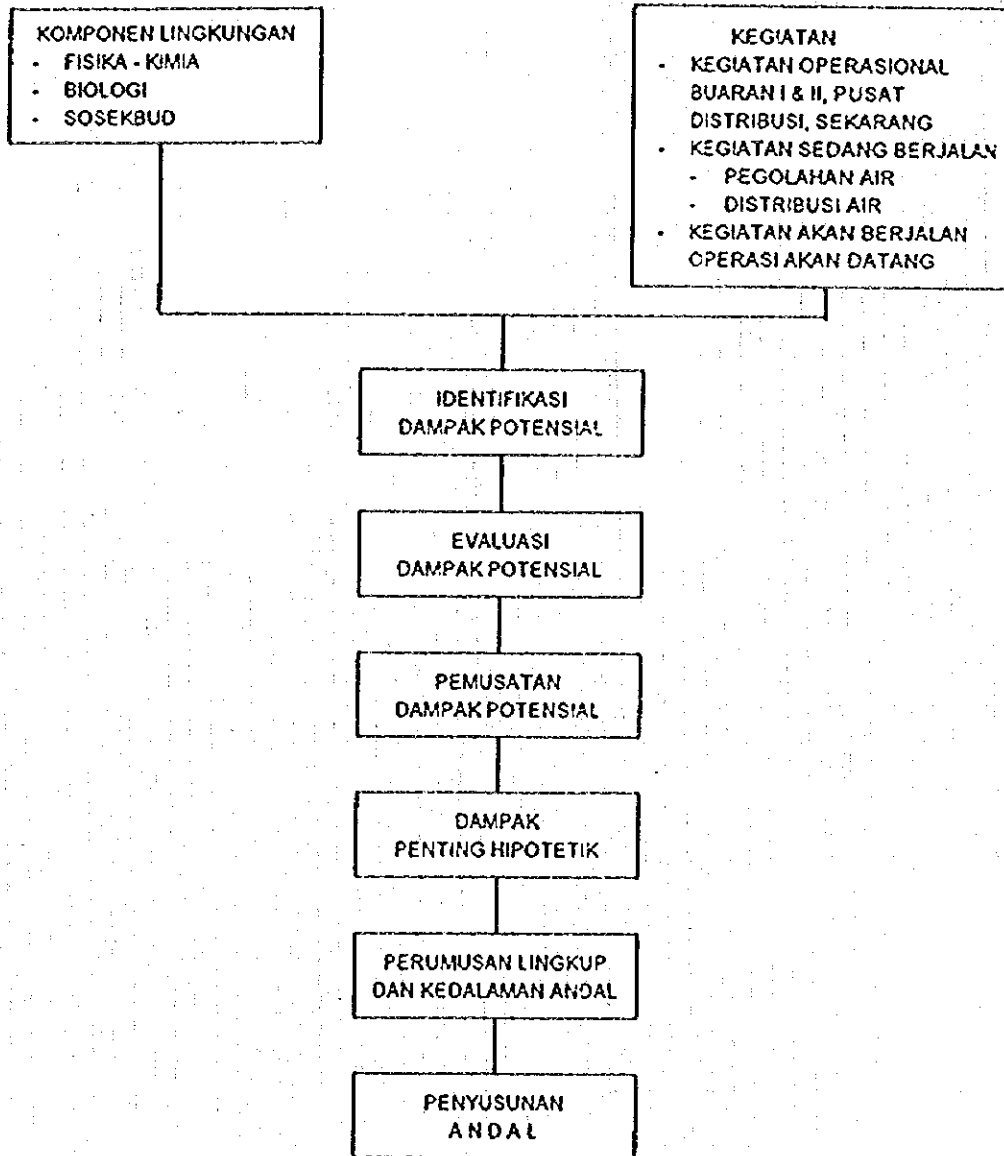 KOMPONEN LINGKUNGAN
- FISIKA - KIMIA
- BIOLOGI
- SOSEKBUD
KEGIATAN
- KEGIATAN OPERASIONAL
BUARAN I & II, PUSAT
DISTRIBUSI, SEKARANG
- KEGIATAN SEDANG BERJALAN
- PEGOLAHAN AIR
- DISTRIBUSI AIR
- KEGIATAN AKAN BERJALAN
OPERASI AKAN DATANG
IDENTIFIKASI
DAMPAK POTENSIAL
EVALUASI
DAMPAK POTENSIAL
PEMUSATAN
DAMPAK POTENSIAL
DAMPAK
PENTING HIPOTETIK
PERUMUSAN LINGKUP
DAN KEDALAMAN ANDAL
PENYUSUNAN
A N D A L